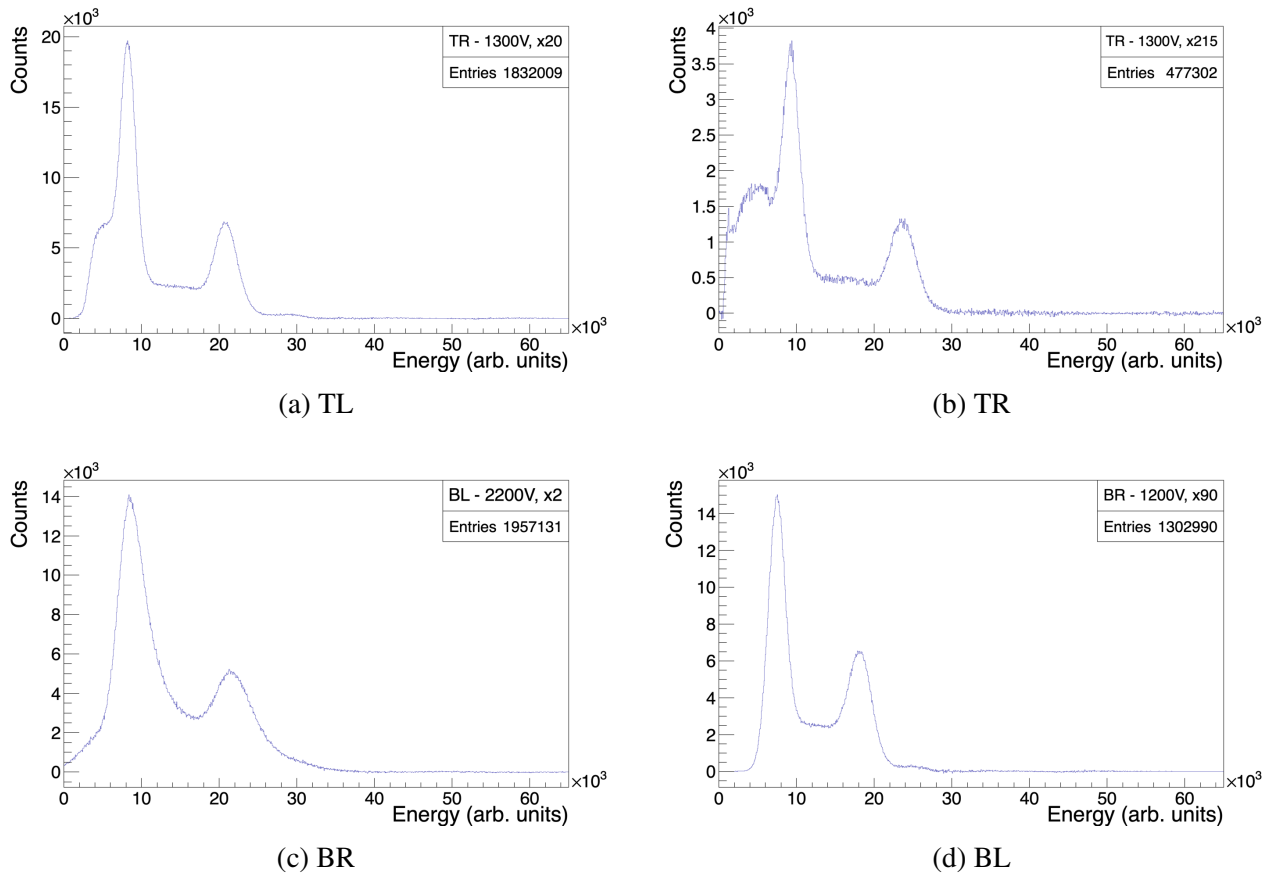 ×10³
Counts
20
15
10
5
0
TR - 1300V, x20
Entries 1832009
0 10 20 30 40 50 60
×10³
Energy (arb. units)
(a) TL
×10³
Counts
4
3.5
3
2.5
2
1.5
1
0.5
0
TR - 1300V, x215
Entries 477302
0 10 20 30 40 50 60
×10³
Energy (arb. units)
(b) TR
×10³
Counts
14
12
10
8
6
4
2
0
BL - 2200V, x2
Entries 1957131
0 10 20 30 40 50 60
×10³
Energy (arb. units)
(c) BR
×10³
Counts
14
12
10
8
6
4
2
0
BR - 1200V, x90
Entries 1302990
0 10 20 30 40 50 60
×10³
Energy (arb. units)
(d) BL